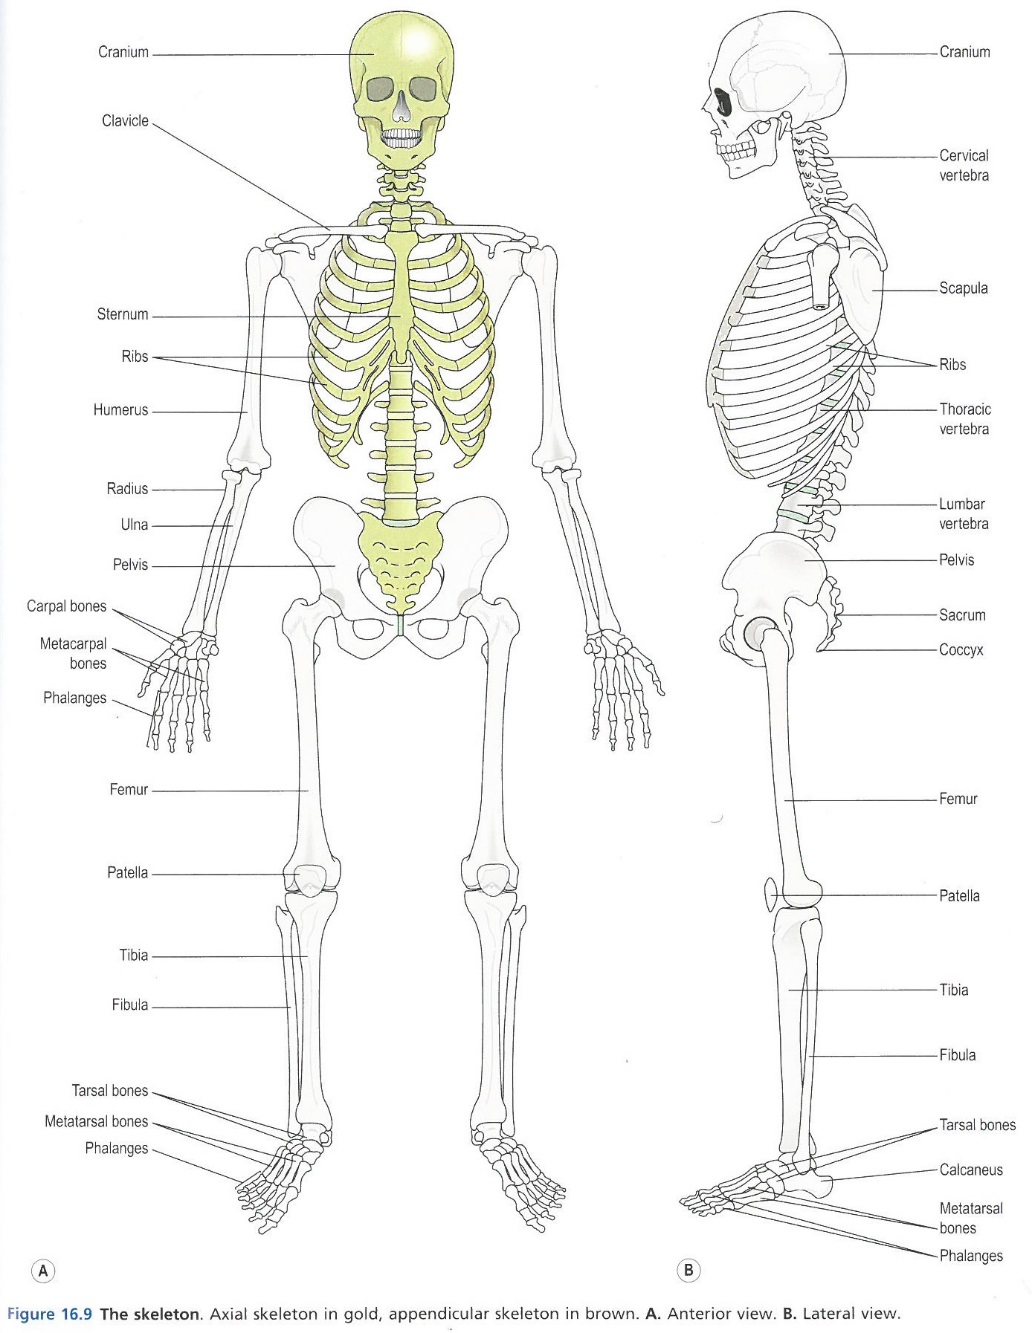 Cranium
Clavicle
Sternum
Ribs
Humerus
Radius
Ulna
Pelvis
Carpal bones
Metacarpal
bones
Phalanges
Femur
Patella
Tibia
Fibula
Tarsal bones
Metatarsal bones
Phalanges
A
Cranium
Cervical
vertebra
Scapula
Ribs
Thoracic
vertebra
Lumbar
vertebra
Pelvis
Sacrum
Coccyx
Femur
Patella
Tibia
Fibula
Tarsal bones
Calcaneus
Metatarsal
bones
Phalanges
B
Figure 16.9 The skeleton. Axial skeleton in gold, appendicular skeleton in brown. A. Anterior view. B. Lateral view.